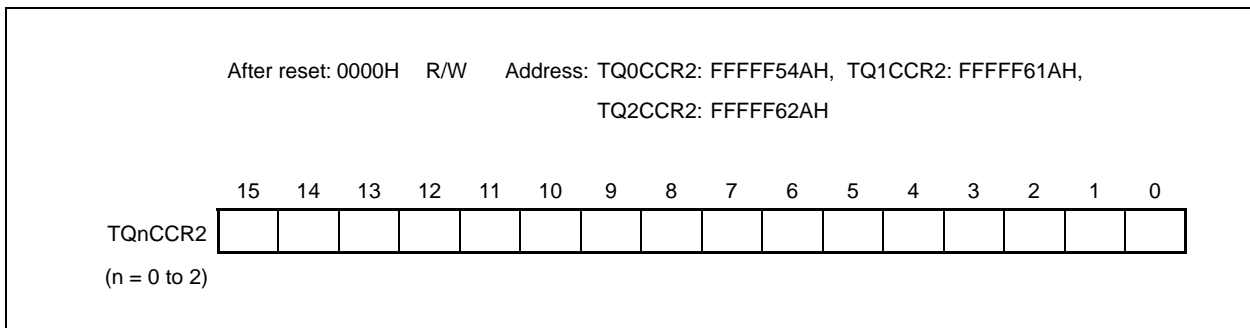 After reset: 0000H R/W Address: TQ0CCR2: FFFFF54AH, TQ1CCR2: FFFFF61AH,
TQ2CCR2: FFFFF62AH
15 14 13 12 11 10 9 8 7 6 5 4 3 2 1 0
TQnCCR2
(n = 0 to 2)